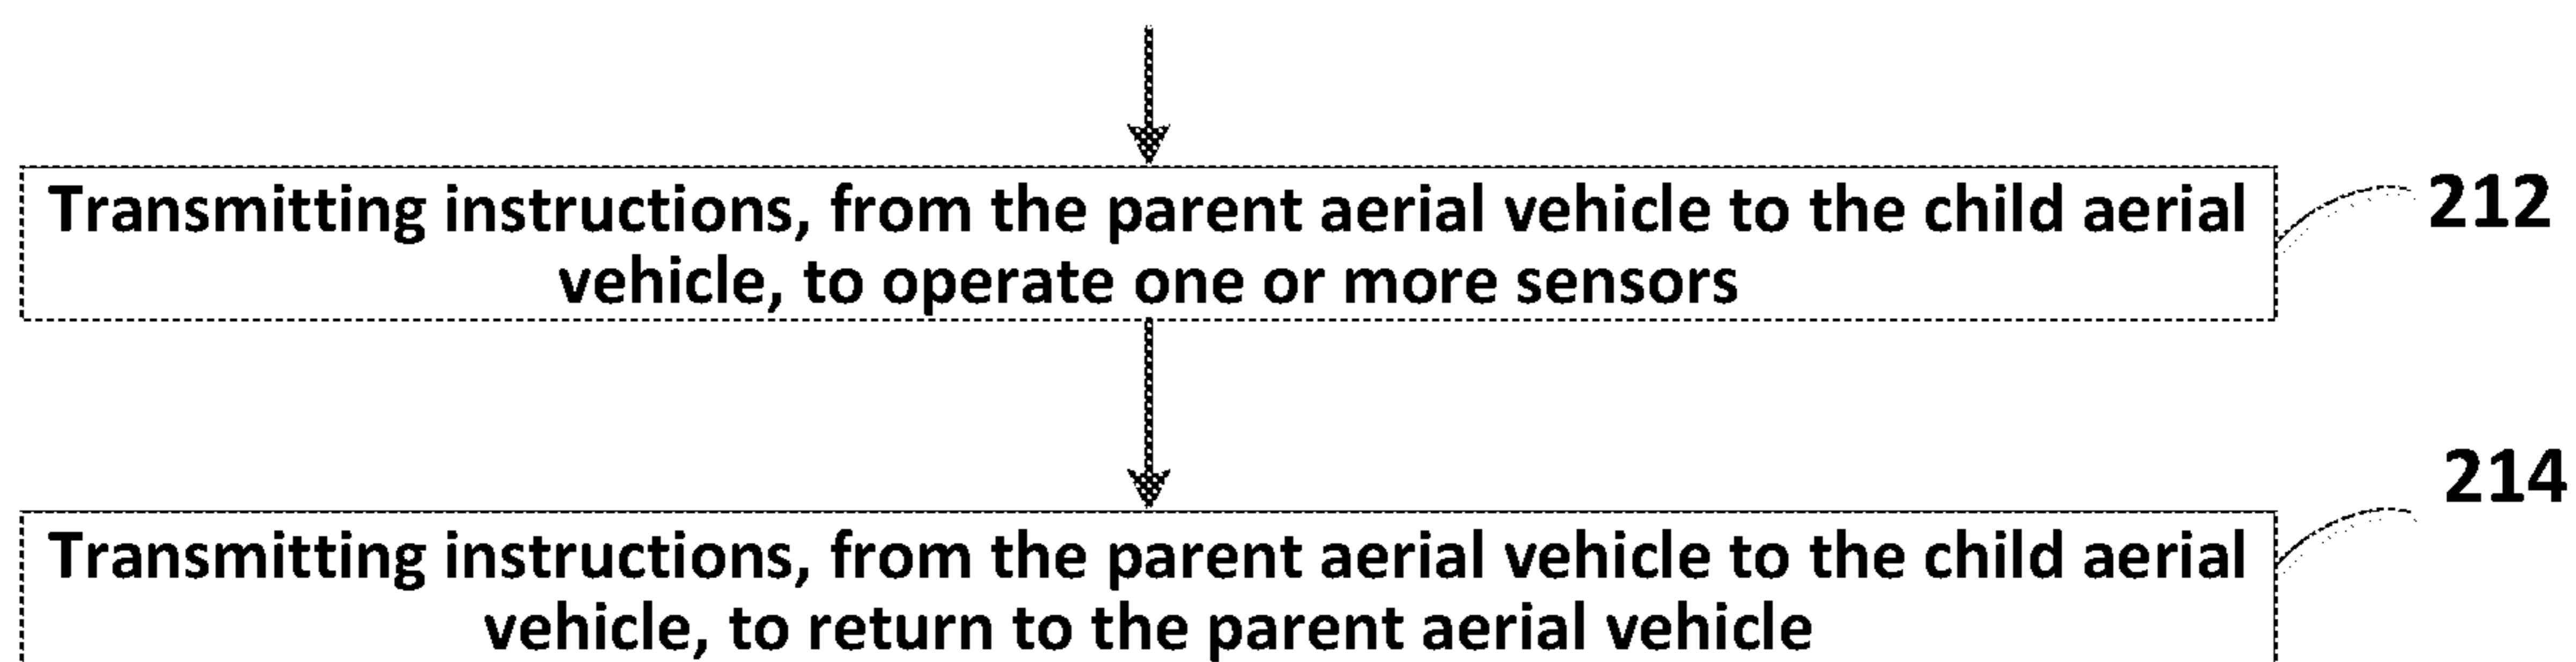 Transmitting instructions, from the parent aerial vehicle to the child aerial
vehicle, to operate one or more sensors
212
214
Transmitting instructions, from the parent aerial vehicle to the child aerial
vehicle, to return to the parent aerial vehicle